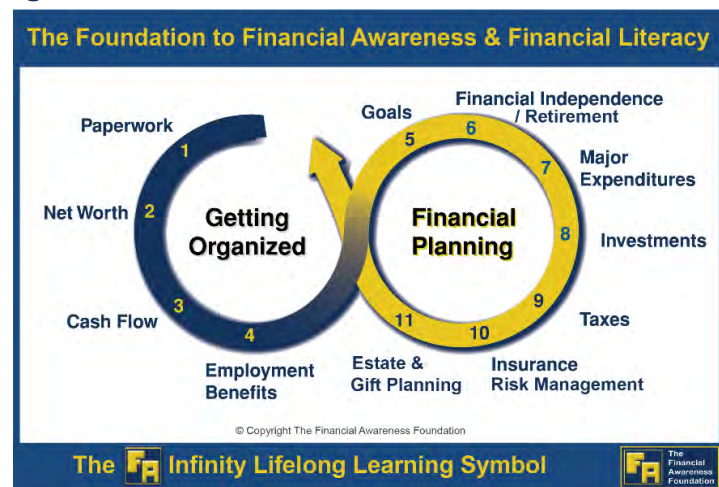 The Foundation to Financial Awareness & Financial Literacy
Paperwork
1
Net Worth
2
Cash Flow
3
4
Employment
Benefits
Getting
Organized
Goals
5
Financial Independence
/ Retirement
6
7
Major
Expenditures
8
Investments
9
Taxes
10
Insurance
Risk Management
11
Estate &
Gift Planning
Financial
Planning
© Copyright The Financial Awareness Foundation
The FA Infinity Lifelong Learning Symbol
FA
The
Financial
Awareness
Foundation